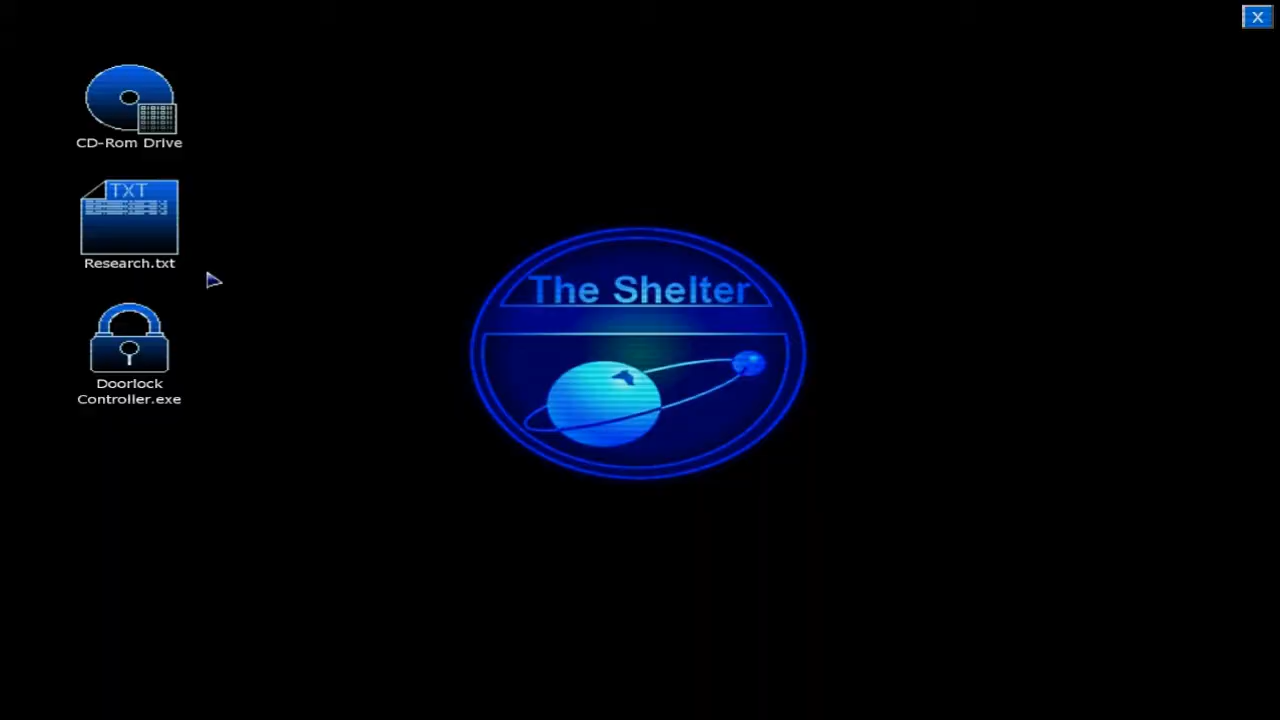 X
CD-Rom Drive
TXT
Research.txt
The Shelter
Doorlock
Controller.exe